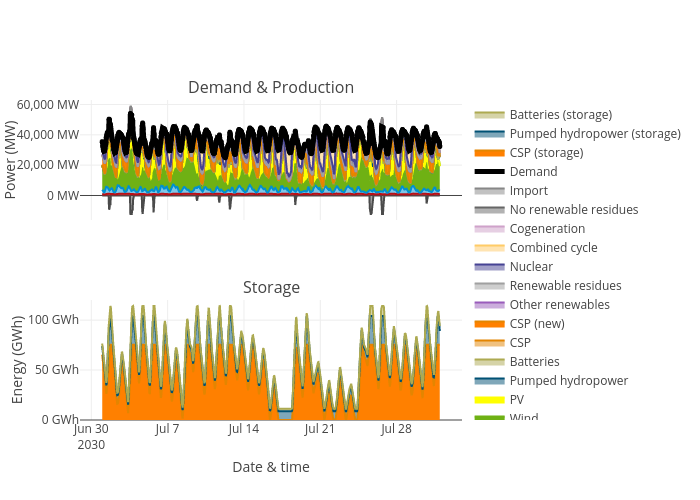 Demand & Production
60,000 MW
40,000 MW
20,000 MW
0 MW
Power (MW)
Storage
100 GWh
50 GWh
0 GWh
Energy (GWh)
Jun 30
2030
Jul 7
Jul 14
Jul 21
Jul 28
Date & time
Batteries (storage)
Pumped hydropower (storage)
CSP (storage)
Demand
Import
No renewable residues
Cogeneration
Combined cycle
Nuclear
Renewable residues
Other renewables
CSP (new)
CSP
Batteries
Pumped hydropower
PV
Wind